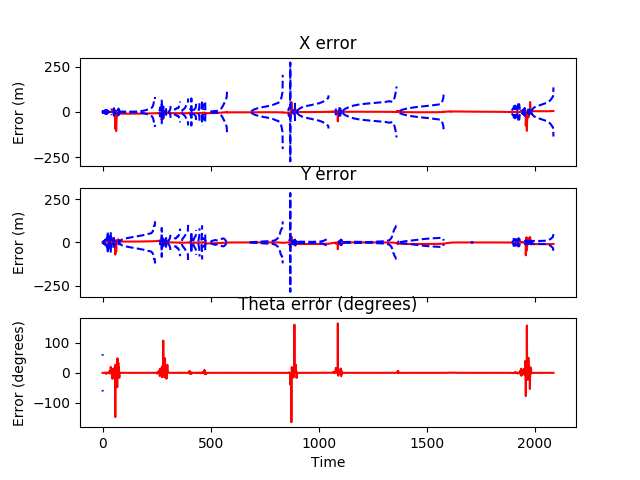 X error
250
0
−250
Error (m)
Y error
250
0
−250
Error (m)
Theta error (degrees)
100
0
−100
Error (degrees)
0 500 1000 1500 2000
Time